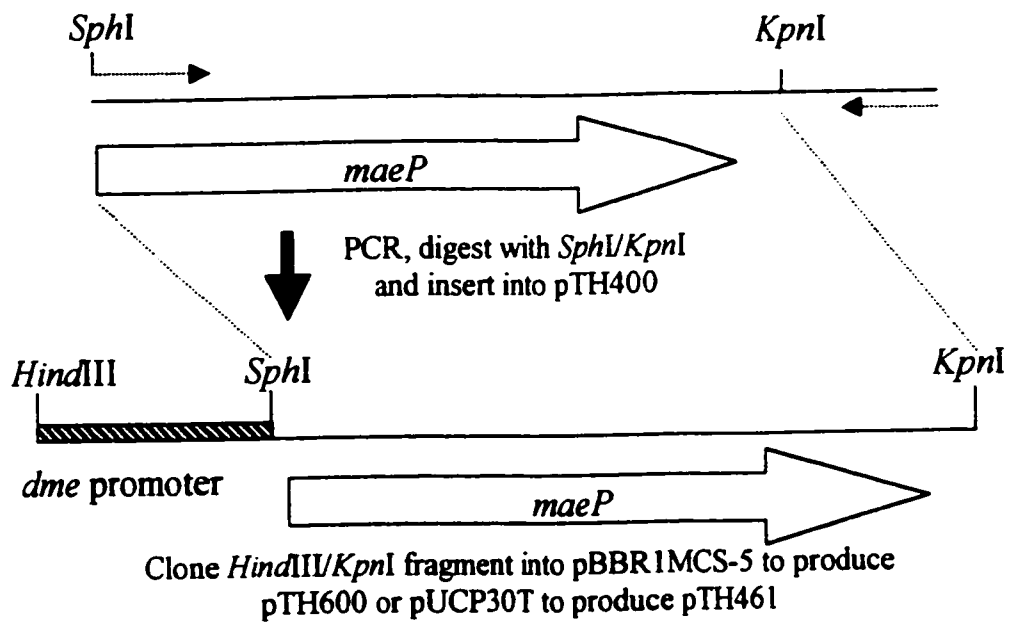 SphI KpnI
maeP
PCR, digest with SphI/KpnI
and insert into pTH400
HindIII SphI KpnI
dme promoter
maeP
Clone HindIII/KpnI fragment into pBBR1MCS-5 to produce
pTH600 or pUCP30T to produce pTH461